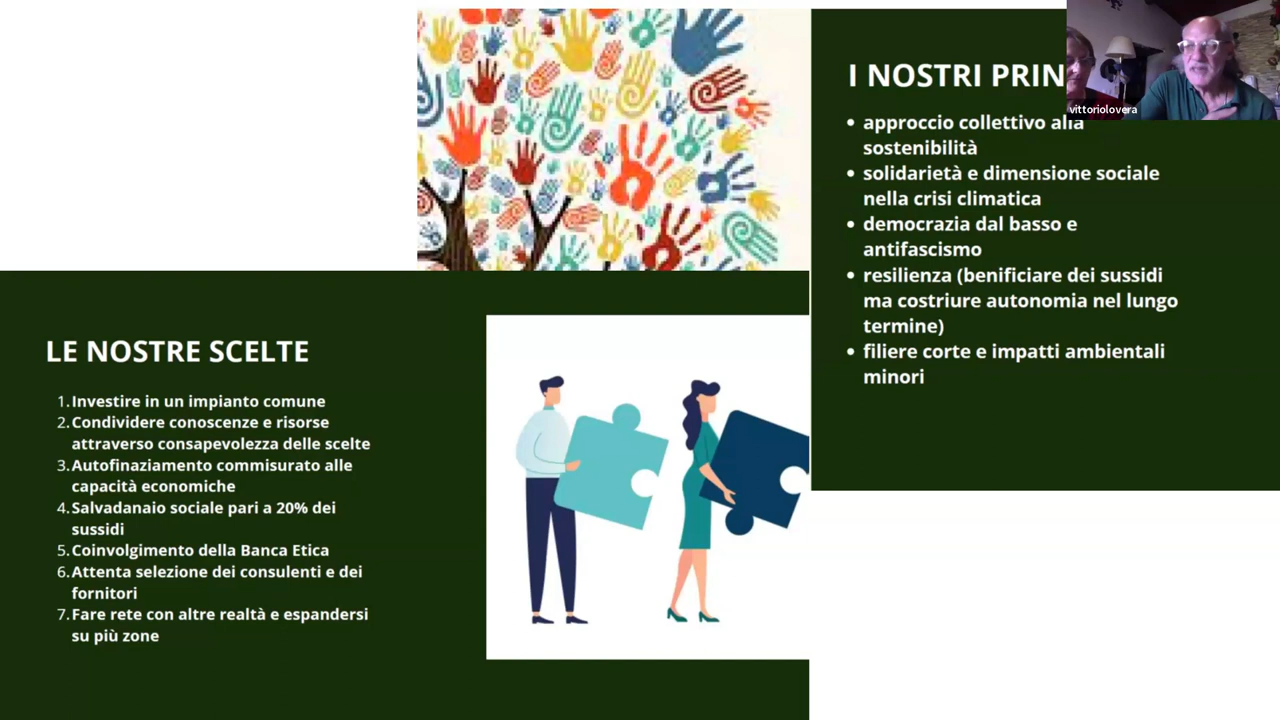 I NOSTRI PRIN
vittoriolovera
approccio collettivo alla
sostenibilità
solidarietà e dimensione sociale
nella crisi climatica
democrazia dal basso e
antifascismo
resilienza (benificiare dei sussidi
ma costriure autonomia nel lungo
termine)
filiere corte e impatti ambientali
minori
LE NOSTRE SCELTE
1. Investire in un impianto comune
2. Condividere conoscenze e risorse
attraverso consapevolezza delle scelte
3. Autofinaziamento commisurato alle
capacità economiche
4. Salvadanaio sociale pari a 20% dei
sussidi
5. Coinvolgimento della Banca Etica
6. Attenta selezione dei consulenti e dei
fornitori
7. Fare rete con altre realtà e espandersi
su più zone